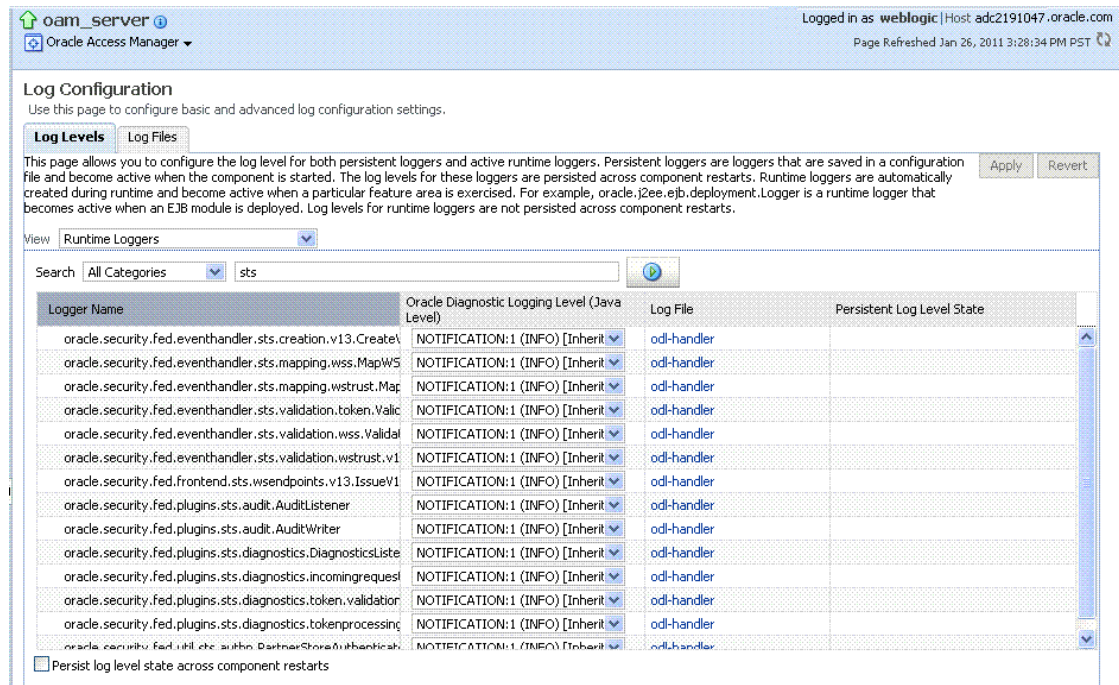 oam_server
Logged in as weblogic|Host adc2191047.oracle.com
Oracle Access Manager
Page Refreshed Jan 26, 2011 3:28:34 PM PST
Log Configuration
Use this page to configure basic and advanced log configuration settings.
Log Levels Log Files
This page allows you to configure the log level for both persistent loggers and active runtime loggers. Persistent loggers are loggers that are saved in a configuration
file and become active when the component is started. The log levels for these loggers are persisted across component restarts. Runtime loggers are automatically
created during runtime and become active when a particular feature area is exercised. For example, oracle.j2ee.ejb.deployment.Logger is a runtime logger that
becomes active when an EJB module is deployed. Log levels for runtime loggers are not persisted across component restarts.
Apply Revert
View Runtime Loggers
Search All Categories sts
Logger Name Oracle Diagnostic Logging Level (Java Level) Log File Persistent Log Level State
oracle.security.fed.eventhandler.sts.creation.v13.Create NOTIFICATION:1 (INFO) [Inherit odl-handler
oracle.security.fed.eventhandler.sts.mapping.wss.MapWS NOTIFICATION:1 (INFO) [Inherit odl-handler
oracle.security.fed.eventhandler.sts.mapping.wstrust.Map NOTIFICATION:1 (INFO) [Inherit odl-handler
oracle.security.fed.eventhandler.sts.validation.token.Valid NOTIFICATION:1 (INFO) [Inherit odl-handler
oracle.security.fed.eventhandler.sts.validation.wss.Valida NOTIFICATION:1 (INFO) [Inherit odl-handler
oracle.security.fed.eventhandler.sts.validation.wstrust.v1 NOTIFICATION:1 (INFO) [Inherit odl-handler
oracle.security.fed.frontend.sts.wsendpoints.v13.IssueV1 NOTIFICATION:1 (INFO) [Inherit odl-handler
oracle.security.fed.plugins.sts.audit.AuditListener NOTIFICATION:1 (INFO) [Inherit odl-handler
oracle.security.fed.plugins.sts.audit.AuditWriter NOTIFICATION:1 (INFO) [Inherit odl-handler
oracle.security.fed.plugins.sts.diagnostics.DiagnosticsListe NOTIFICATION:1 (INFO) [Inherit odl-handler
oracle.security.fed.plugins.sts.diagnostics.incomingreques NOTIFICATION:1 (INFO) [Inherit odl-handler
oracle.security.fed.plugins.sts.diagnostics.token.validation NOTIFICATION:1 (INFO) [Inherit odl-handler
oracle.security.fed.plugins.sts.diagnostics.tokenprocessing NOTIFICATION:1 (INFO) [Inherit odl-handler
oracle.security.fed.util.sts.authn.PartnerStoreAuthenticat NOTIFICATION:1 (INFO) [Inherit odl-handler
Persist log level state across component restarts